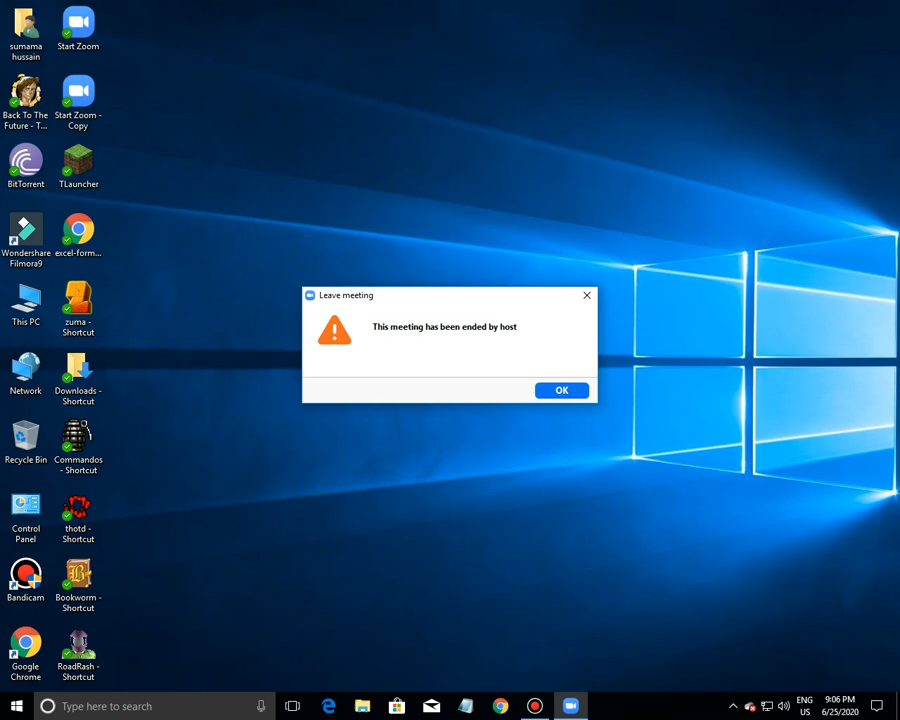 sumama
hussain
Start Zoom
Back To The
Future - T...
Start Zoom -
Copy
BitTorrent
TLauncher
Wondershare
Filmora9
excel-form...
This PC
zuma -
Shortcut
Network
Downloads -
Shortcut
Recycle Bin
Commandos
- Shortcut
Control
Panel
thotd -
Shortcut
Bandicam
Bookworm -
Shortcut
Google
Chrome
RoadRash -
Shortcut
Leave meeting
This meeting has been ended by host
OK
Type here to search
ENG
US
9:06 PM
6/25/2020